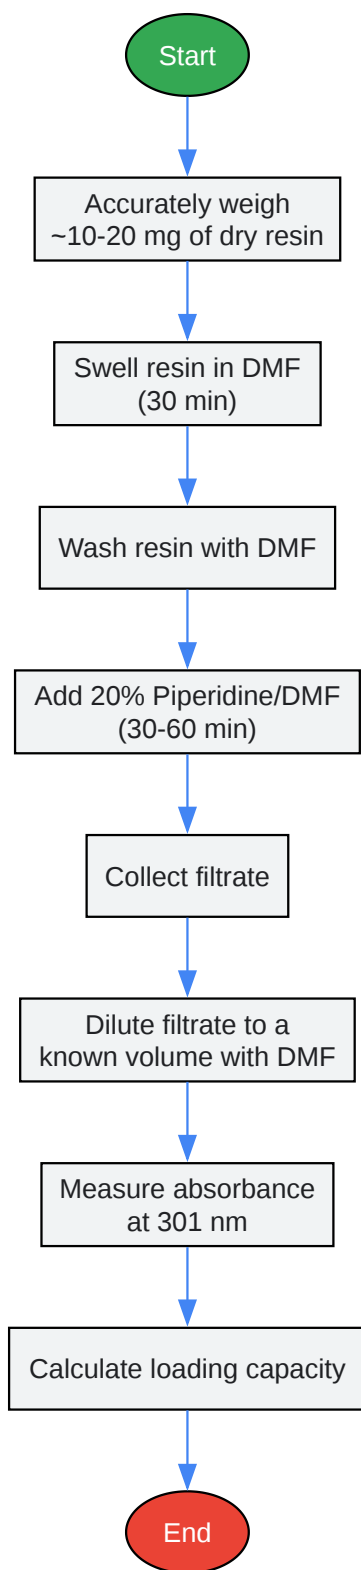 Start
Accurately weigh
~10-20 mg of dry resin
Swell resin in DMF
(30 min)
Wash resin with DMF
Add 20% Piperidine/DMF
(30-60 min)
Collect filtrate
Dilute filtrate to a
known volume with DMF
Measure absorbance
at 301 nm
Calculate loading capacity
End